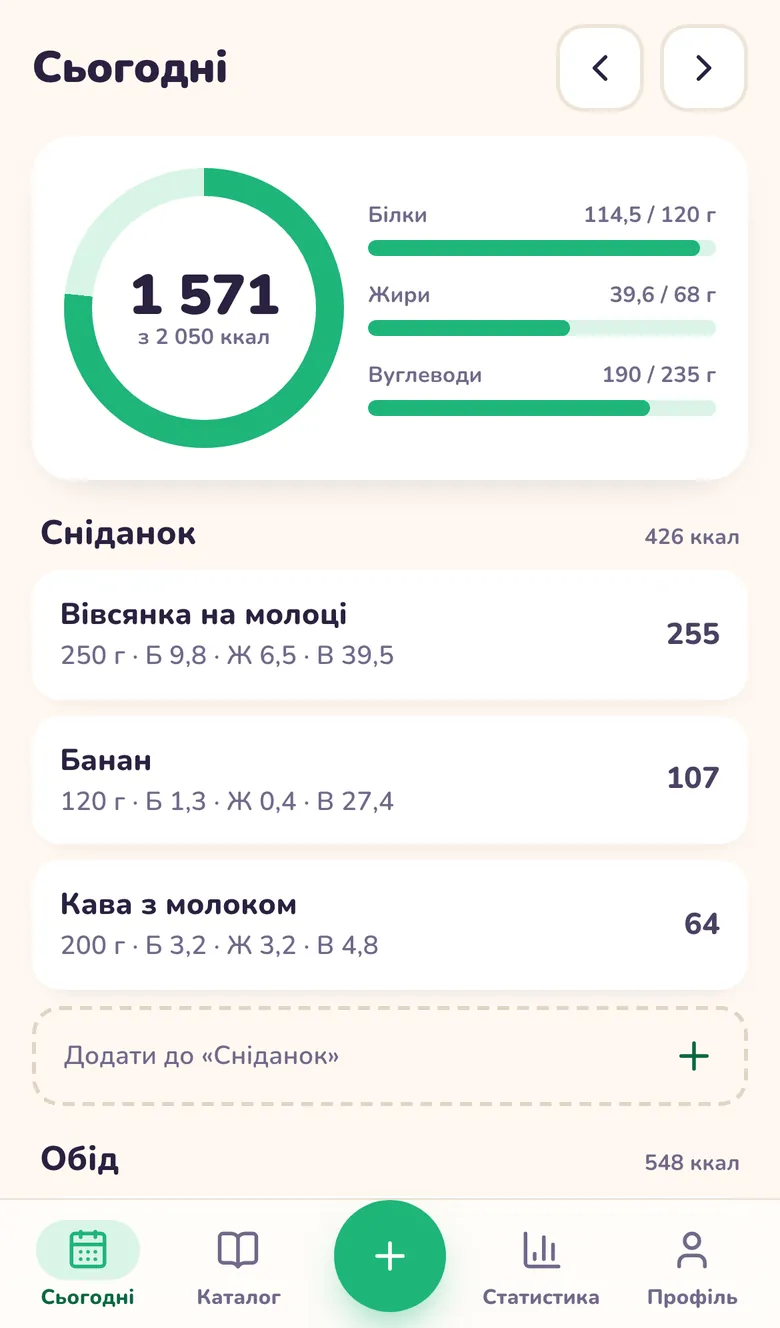 Сьогодні
1 571
з 2 050 ккал
Білки 114,5 / 120 г
Жири 39,6 / 68 г
Вуглеводи 190 / 235 г
Сніданок 426 ккал
Вівсянка на молоці
250 г · Б 9,8 · Ж 6,5 · В 39,5
255
Банан
120 г · Б 1,3 · Ж 0,4 · В 27,4
107
Кава з молоком
200 г · Б 3,2 · Ж 3,2 · В 4,8
64
Додати до «Сніданок»
Обід 548 ккал
Сьогодні Каталог Статистика Профіль